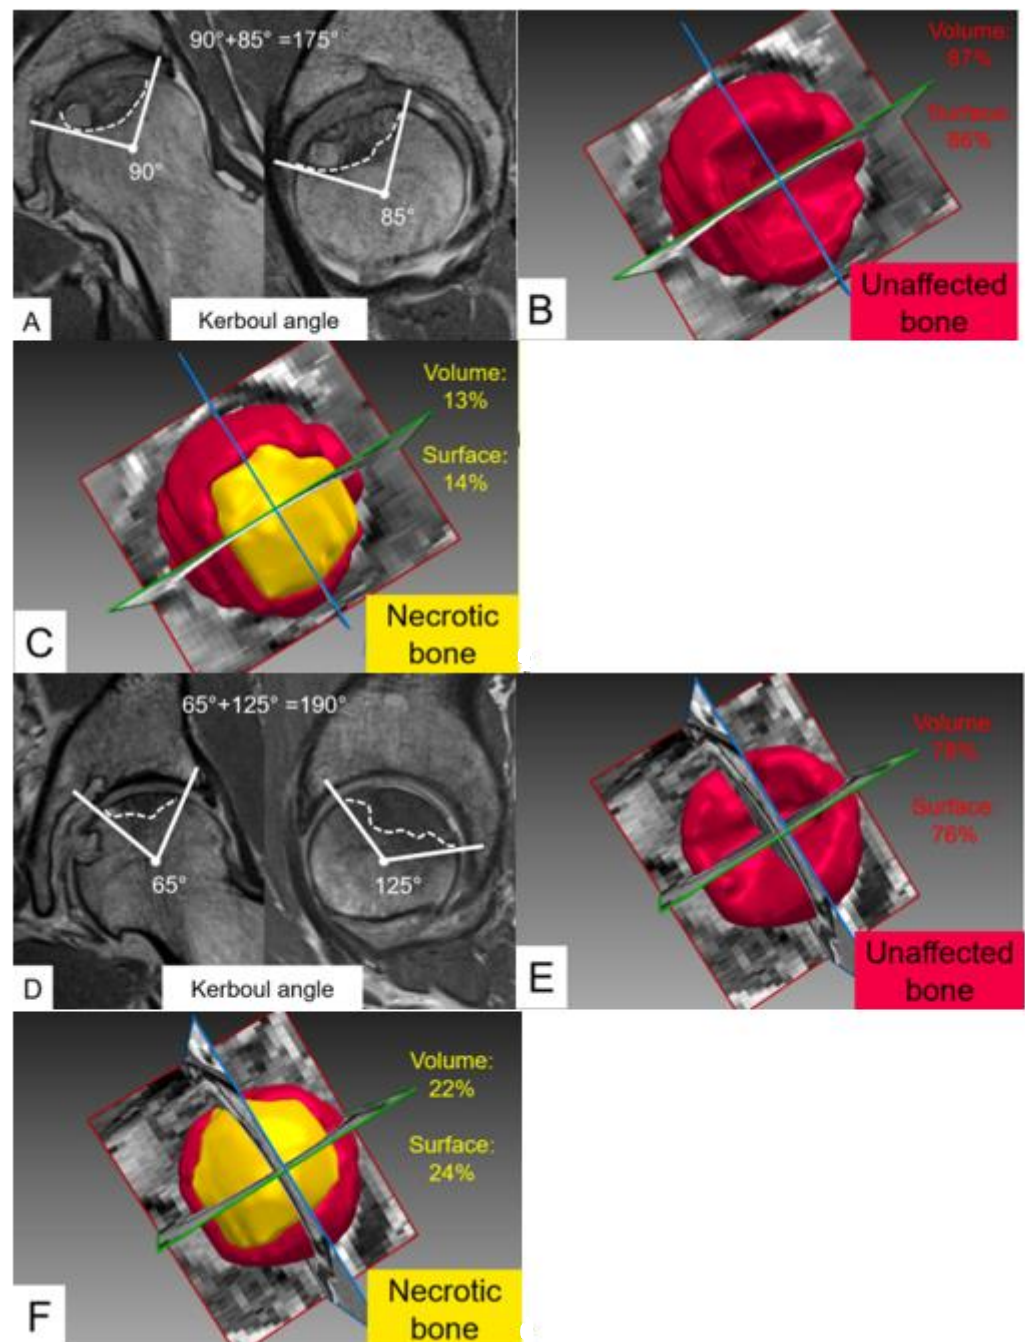 90°+85° =175°
90°
85°
A
Kerboul angle
Volume:
87%
Surface:
86%
B
Unaffected
bone
Volume:
13%
Surface:
14%
C
Necrotic
bone
65°+125° =190°
65°
125°
D
Kerboul angle
Volume:
78%
Surface:
76%
E
Unaffected
bone
Volume:
22%
Surface:
24%
F
Necrotic
bone